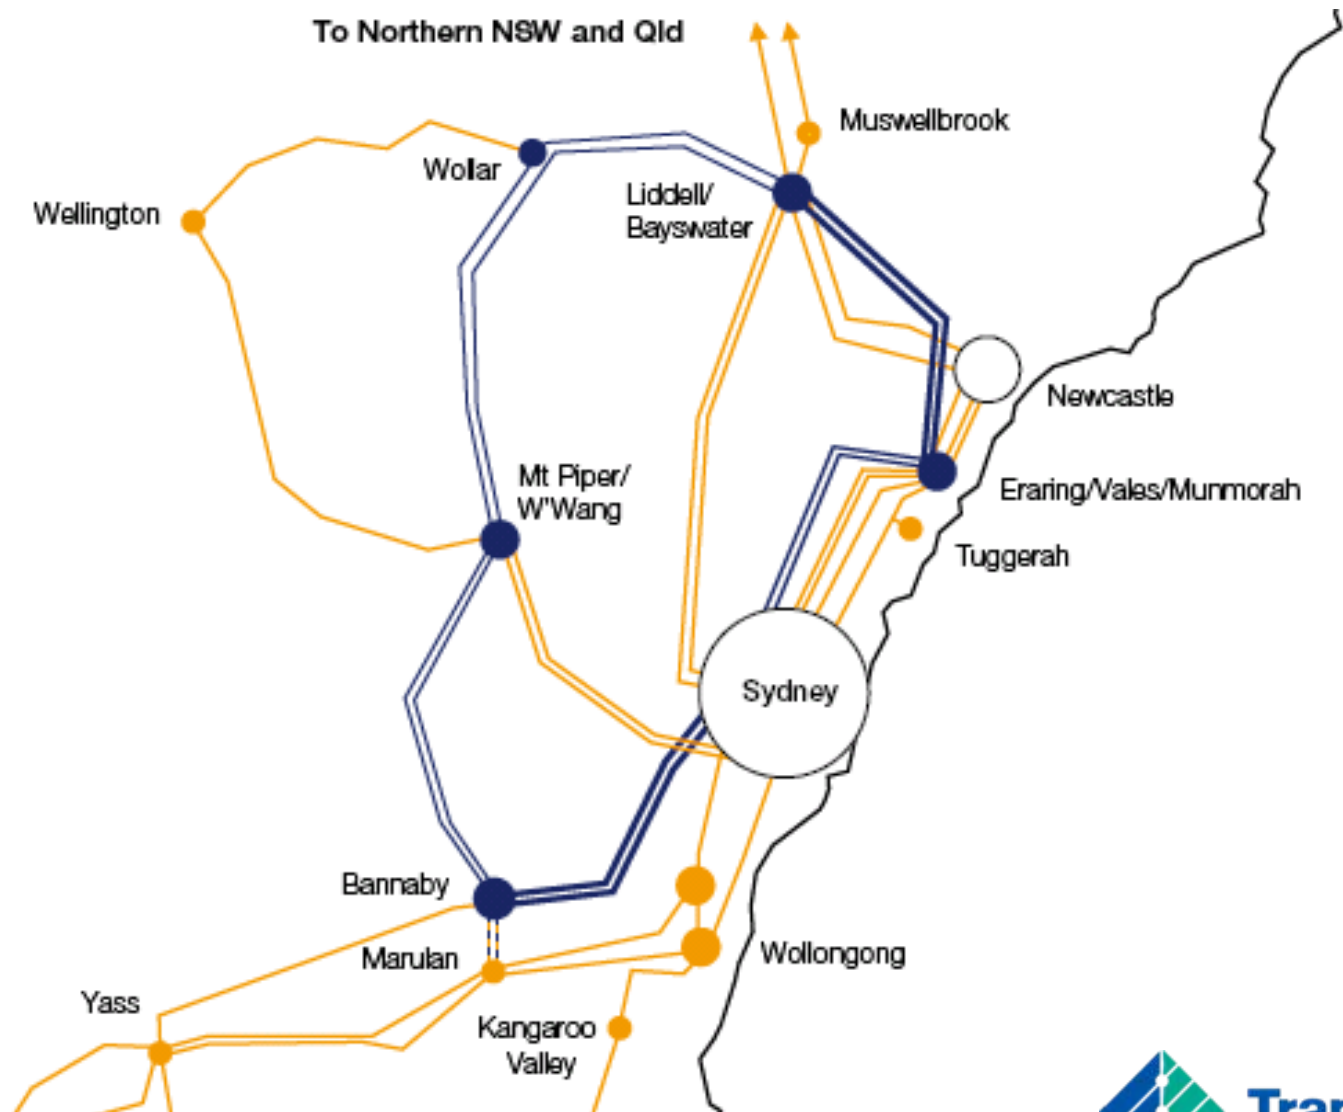 To Northern NSW and Qld
Muswellbrook
Wollar
Liddell/
Bayswater
Wellington
Newcastle
Mt Piper/
W'Wang
Eraring/Vales/Munmorah
Tuggerah
Sydney
Bannaby
Marulan
Wollongong
Yass
Kangaroo
Valley